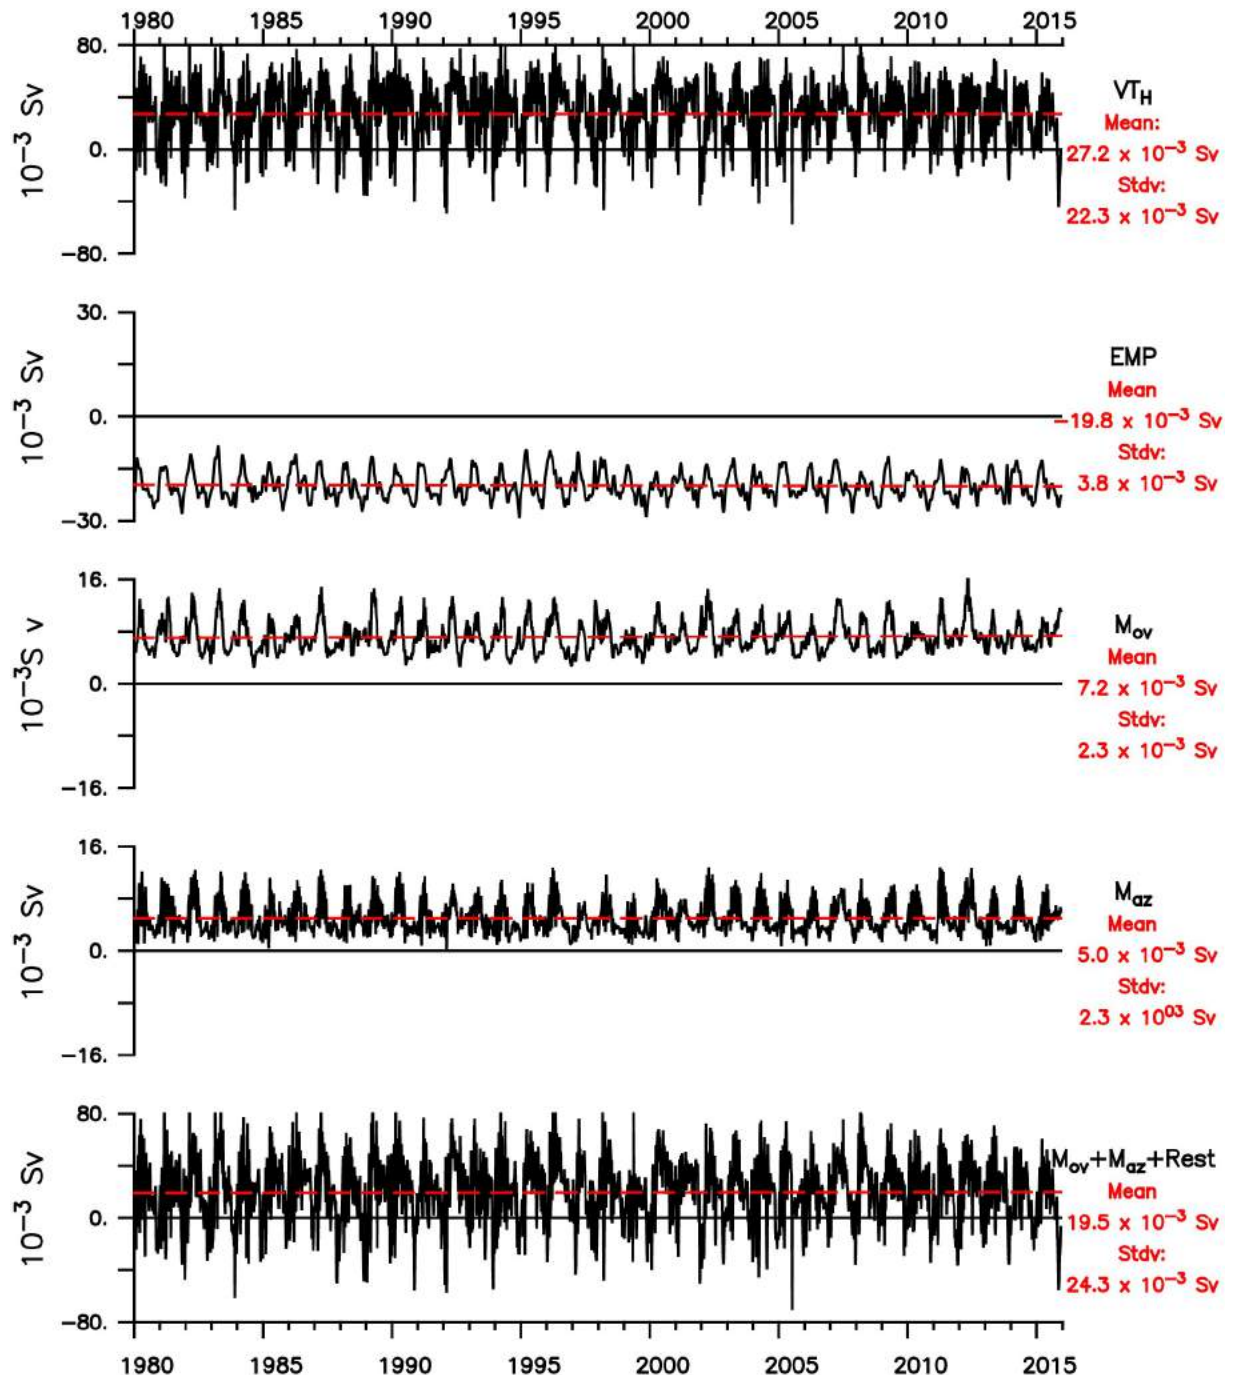 1980 1985 1990 1995 2000 2005 2010 2015
80.
0.
−80.
10⁻³ Sv
VT_H
Mean:
27.2 x 10⁻³ Sv
Stdv:
22.3 x 10⁻³ Sv
30.
0.
−30.
10⁻³ Sv
EMP
Mean
−19.8 x 10⁻³ Sv
Stdv:
3.8 x 10⁻³ Sv
16.
0.
−16.
10⁻³S v
M_ov
Mean
7.2 x 10⁻³ Sv
Stdv:
2.3 x 10⁻³ Sv
16.
0.
−16.
10⁻³ Sv
M_az
Mean
5.0 x 10⁻³ Sv
Stdv:
2.3 x 10⁰³ Sv
80.
0.
−80.
10⁻³ Sv
M_ov+M_az+Rest
Mean
19.5 x 10⁻³ Sv
Stdv:
24.3 x 10⁻³ Sv
1980 1985 1990 1995 2000 2005 2010 2015